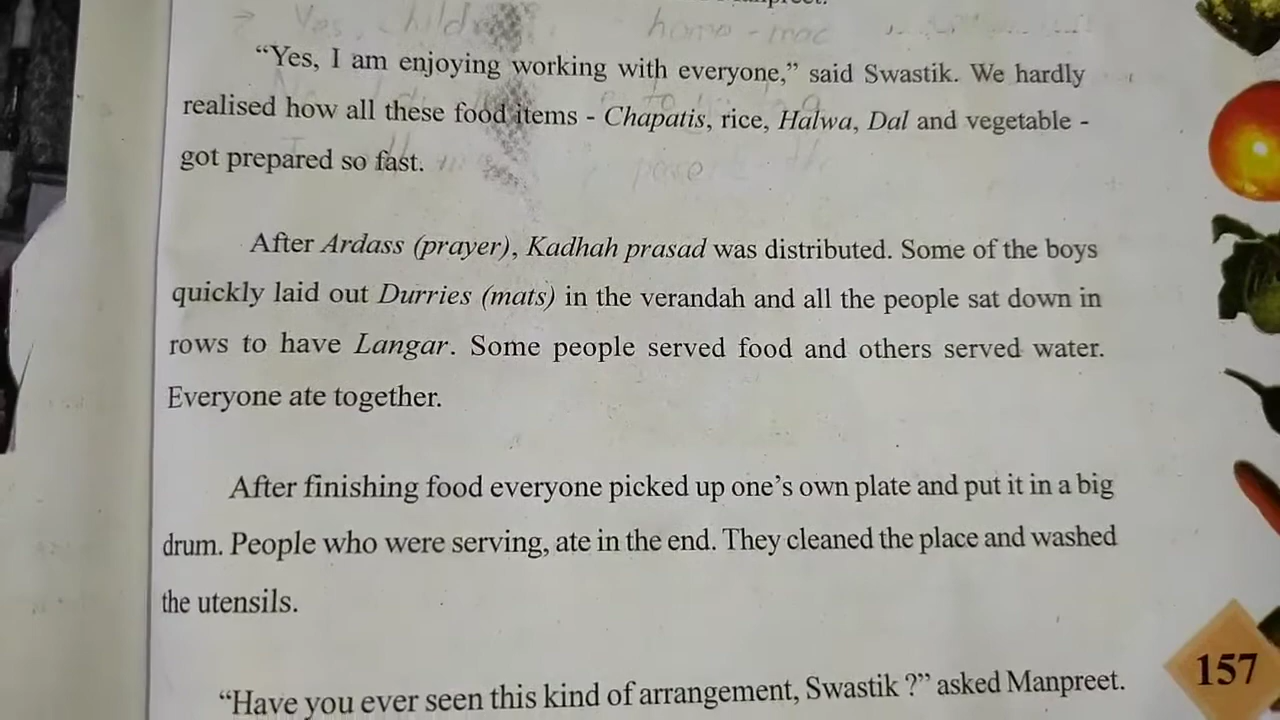 “Yes, I am enjoying working with everyone,” said Swastik. We hardly
realised how all these food items - Chapatis, rice, Halwa, Dal and vegetable -
got prepared so fast.
After Ardass (prayer), Kadhah prasad was distributed. Some of the boys
quickly laid out Durries (mats) in the verandah and all the people sat down in
rows to have Langar. Some people served food and others served water.
Everyone ate together.
After finishing food everyone picked up one’s own plate and put it in a big
drum. People who were serving, ate in the end. They cleaned the place and washed
the utensils.
“Have you ever seen this kind of arrangement, Swastik ?” asked Manpreet.
157